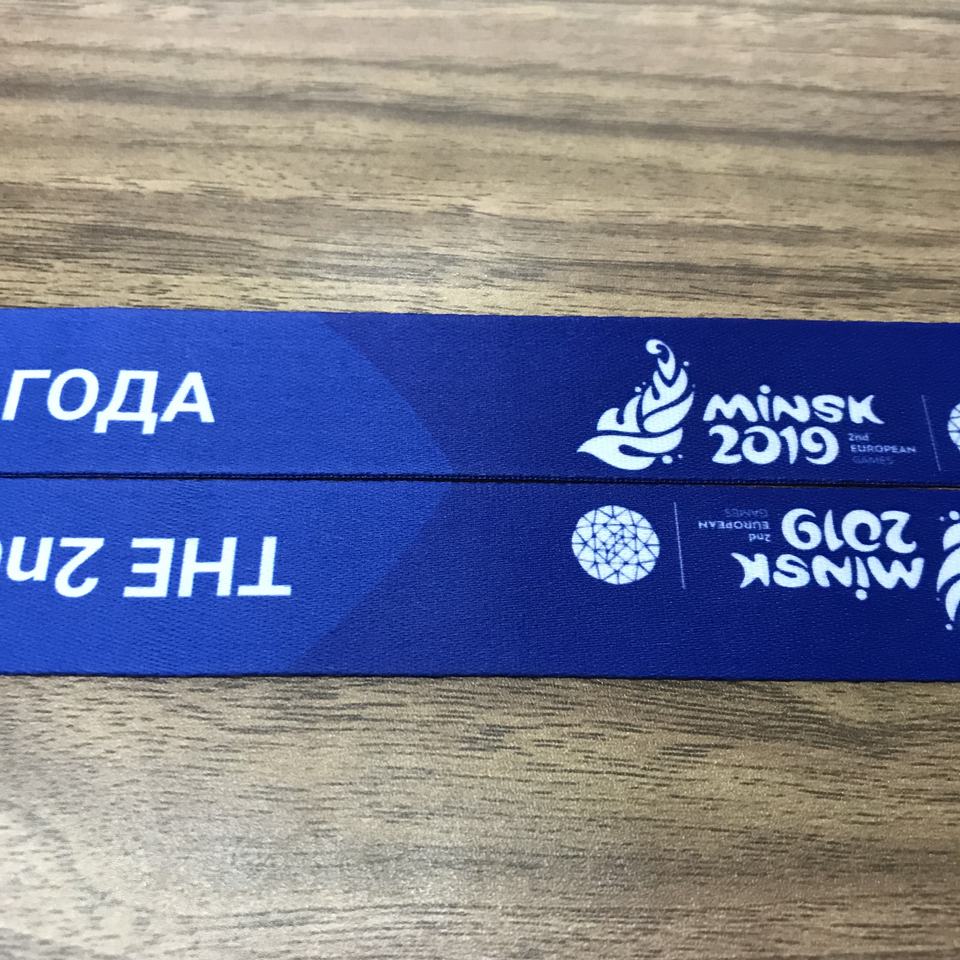 ГОДА
MINSK
2019
2nd
EUROPEAN
GAMES
THE 2n
MINSK
2019
2nd
EUROPEAN
GAMES